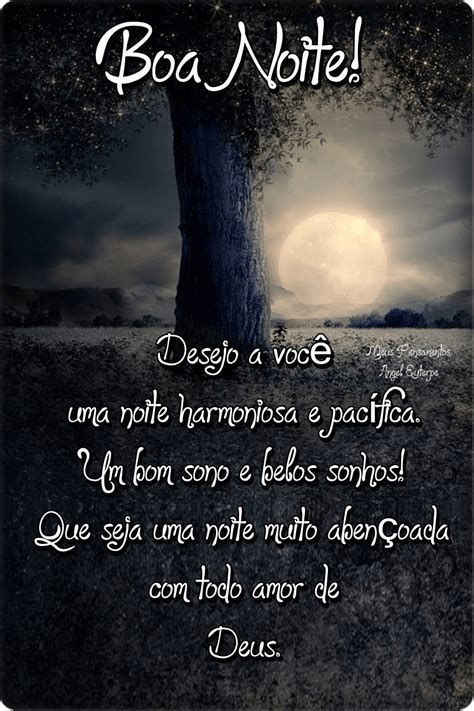 Boa Noite!
Desejo a você
Meus Pensamentos
Angel Euterpe
uma noite harmoniosa e pacífica.
Um bom sono e belos sonhos!
Que seja uma noite muito abençoada
com todo amor de
Deus.